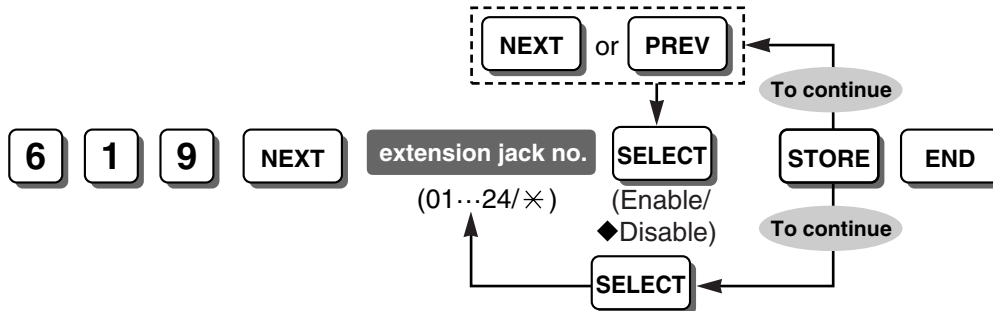 NEXT or PREV
To continue
6 1 9 NEXT extension jack no. SELECT STORE END
(01···24/✳) (Enable/
◆Disable)
To continue
SELECT